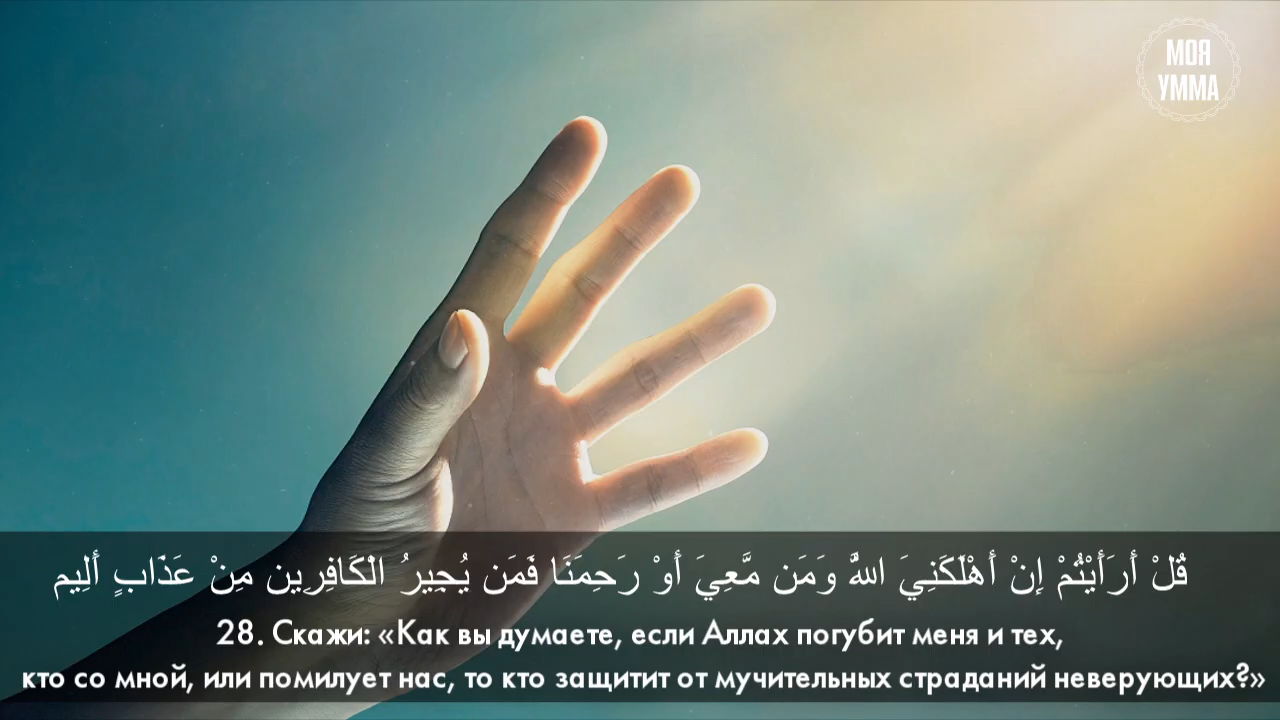 МОЯ
УММА
قُلْ أَرَأَيْتُمْ إِنْ أَهْلَكَنِيَ اللهُ وَمَن مَّعِيَ أَوْ رَحِمَنَا فَمَن يُجِيرُ الْكَافِرِين مِنْ عَذَابٍ أَلِيم
28. Скажи: «Как вы думаете, если Аллах погубит меня и тех,
кто со мной, или помилует нас, то кто защитит от мучительных страданий неверующих?»